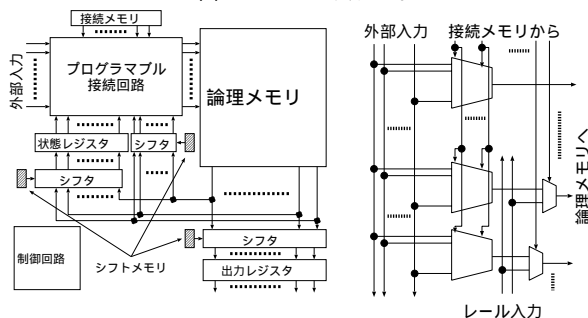 接続メモリ
プログラマブル
接続回路
外部入力
論理メモリ
状態レジスタ
シフタ
シフタ
シフタ
制御回路
シフトメモリ
出力レジスタ
外部入力
接続メモリから
論理メモリへ
レール入力